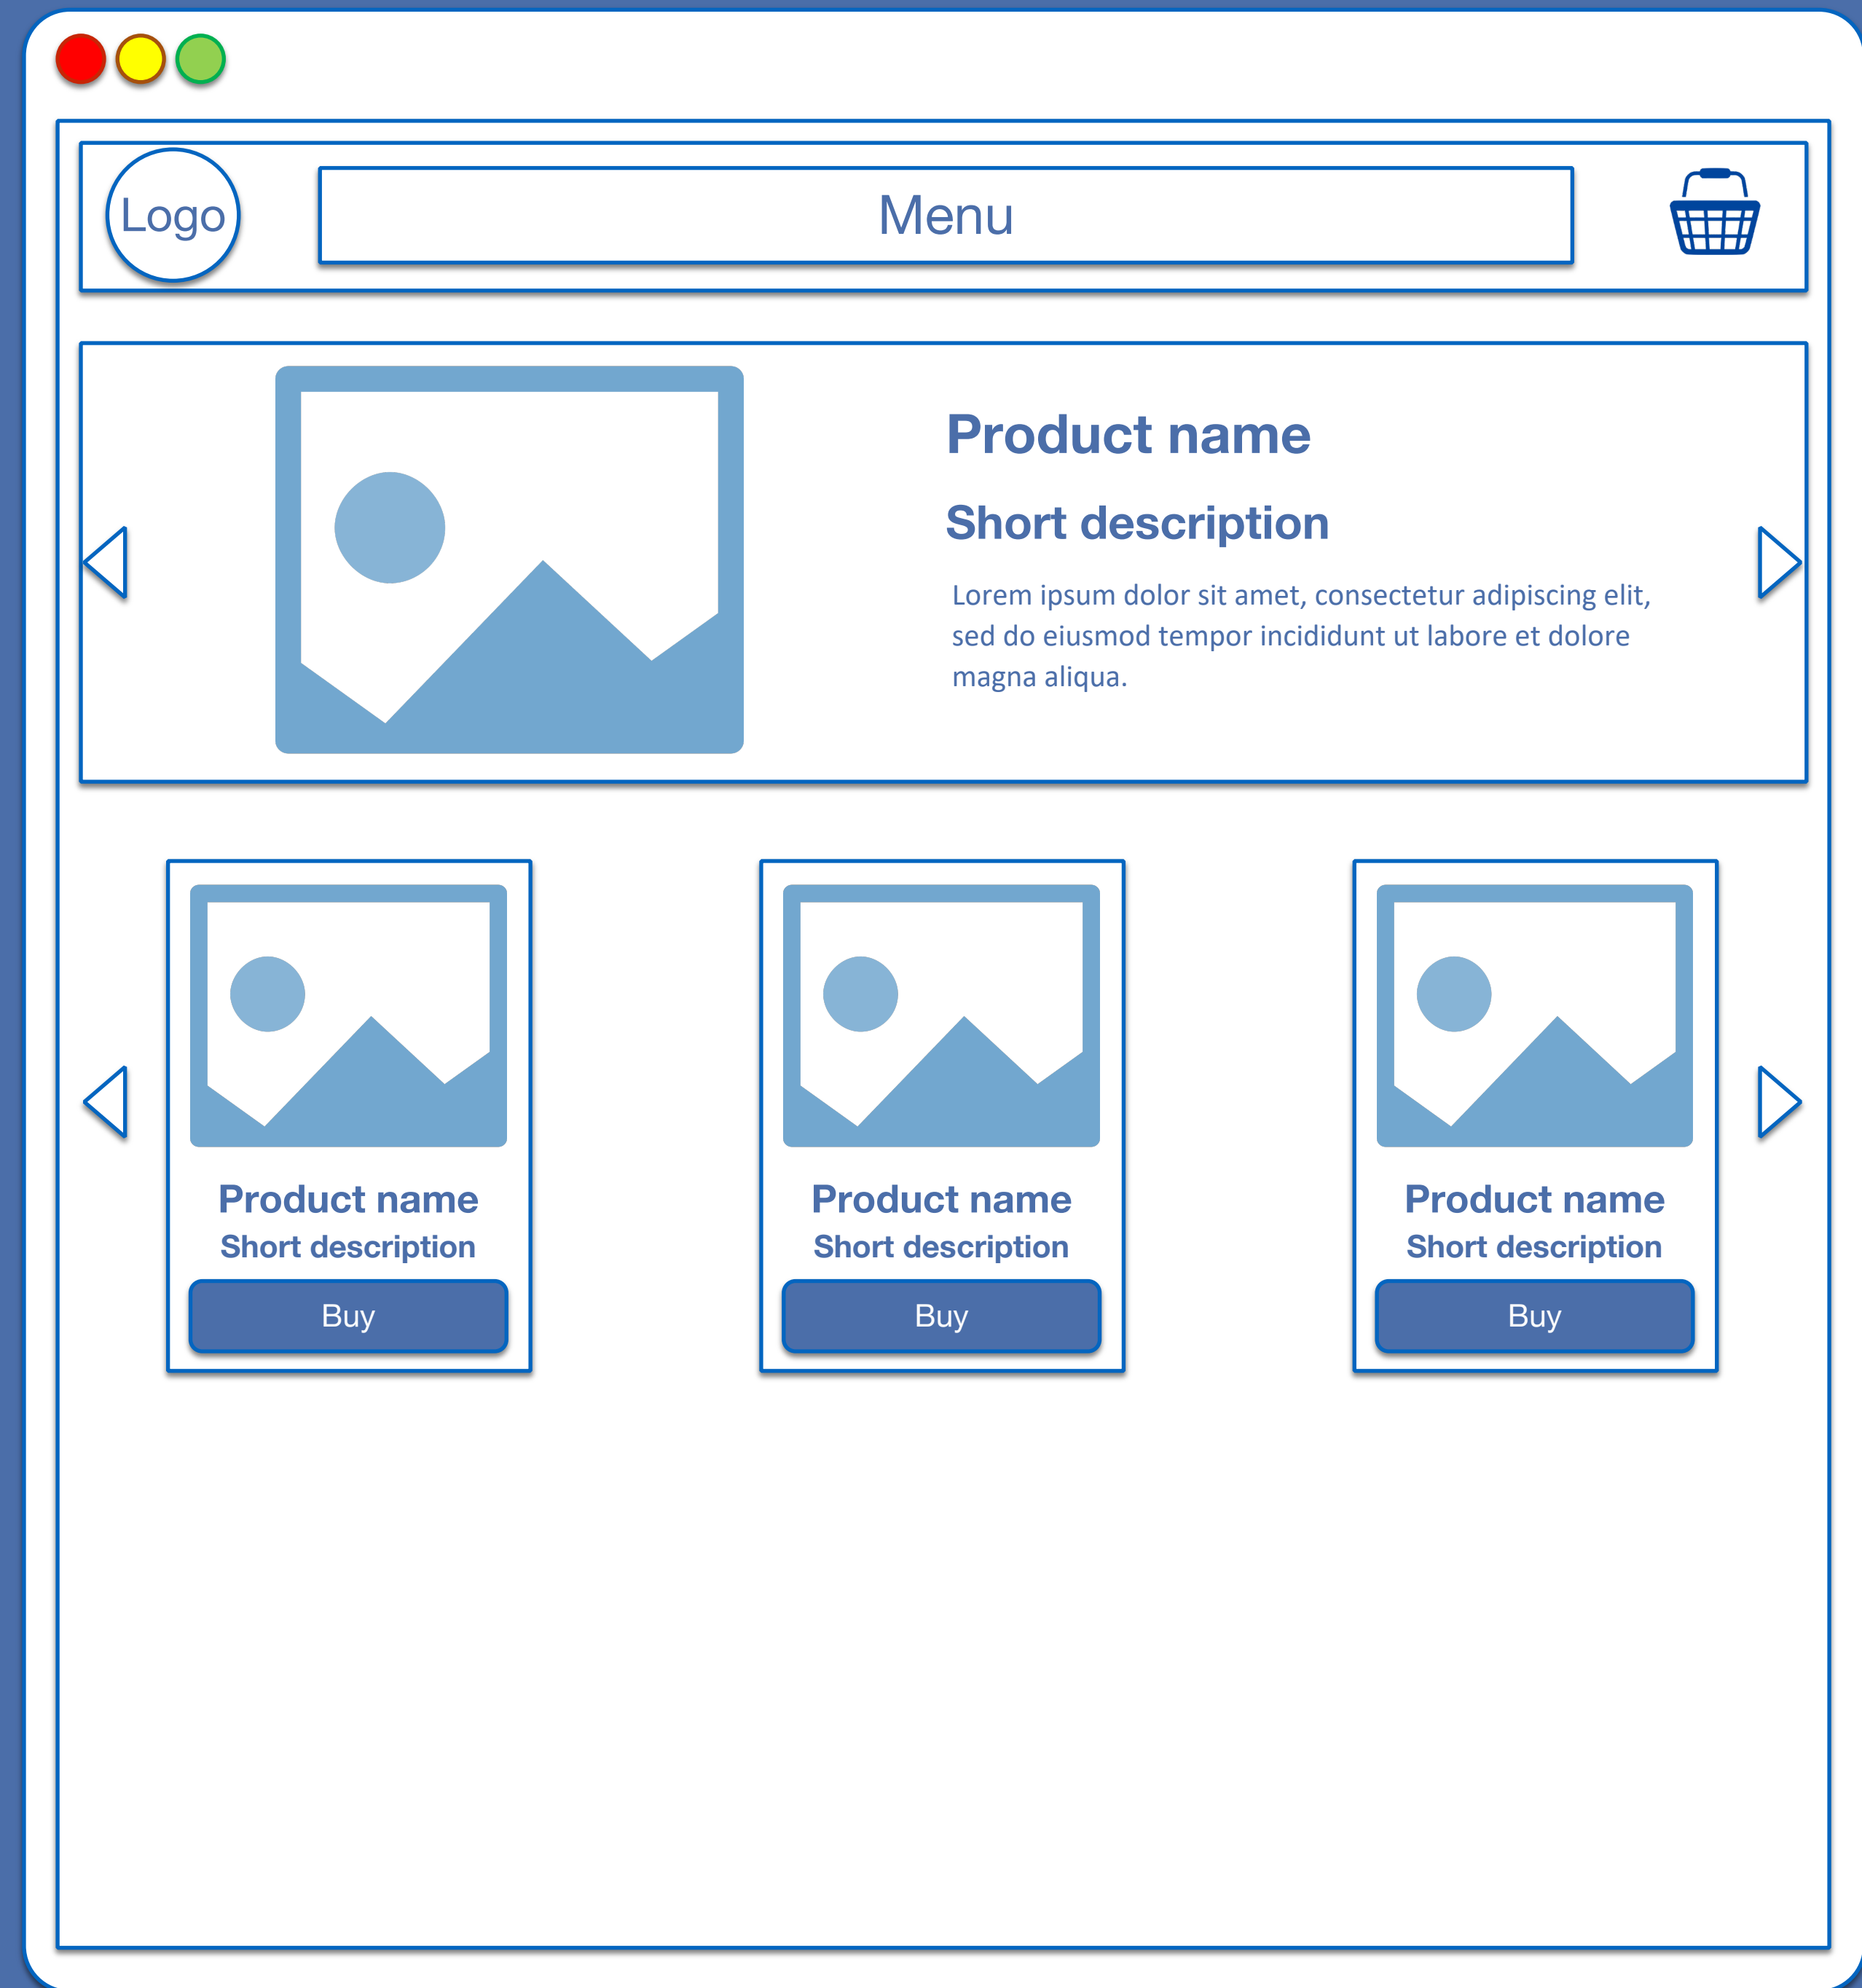 Logo
Menu
Product name
Short description
Lorem ipsum dolor sit amet, consectetur adipiscing elit,
sed do eiusmod tempor incididunt ut labore et dolore
magna aliqua.
Product name
Short description
Buy
Product name
Short description
Buy
Product name
Short description
Buy